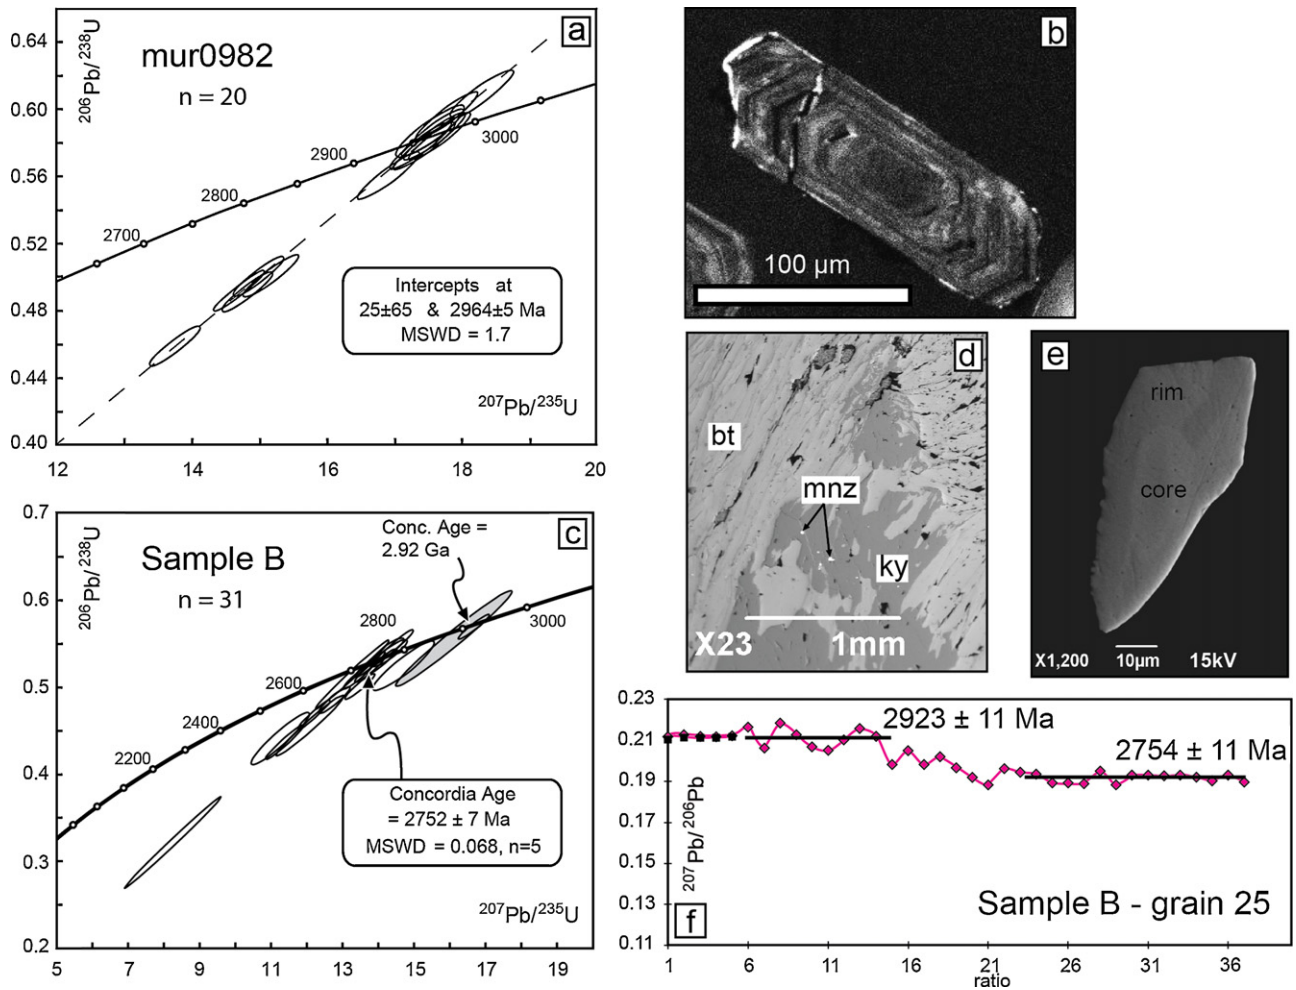 a
mur0982
n = 20
206Pb/238U
0.64
0.60
0.56
0.52
0.48
0.44
0.40
2700
2800
2900
3000
Intercepts at
25±65 & 2964±5 Ma
MSWD = 1.7
207Pb/235U
12
14
16
18
20
b
100 µm
c
Sample B
n = 31
206Pb/238U
0.7
0.6
0.5
0.4
0.3
0.2
Conc. Age =
2.92 Ga
2200
2400
2600
2800
3000
Concordia Age
= 2752 ± 7 Ma
MSWD = 0.068, n=5
207Pb/235U
5
7
9
11
13
15
17
19
d
bt
mnz
ky
X23
1mm
e
rim
core
X1,200
10µm
15kV
0.23
0.21
0.19
0.17
0.15
0.13
0.11
207Pb/206Pb
2923 ± 11 Ma
2754 ± 11 Ma
Sample B - grain 25
f
1
6
11
16
21
26
31
36
ratio